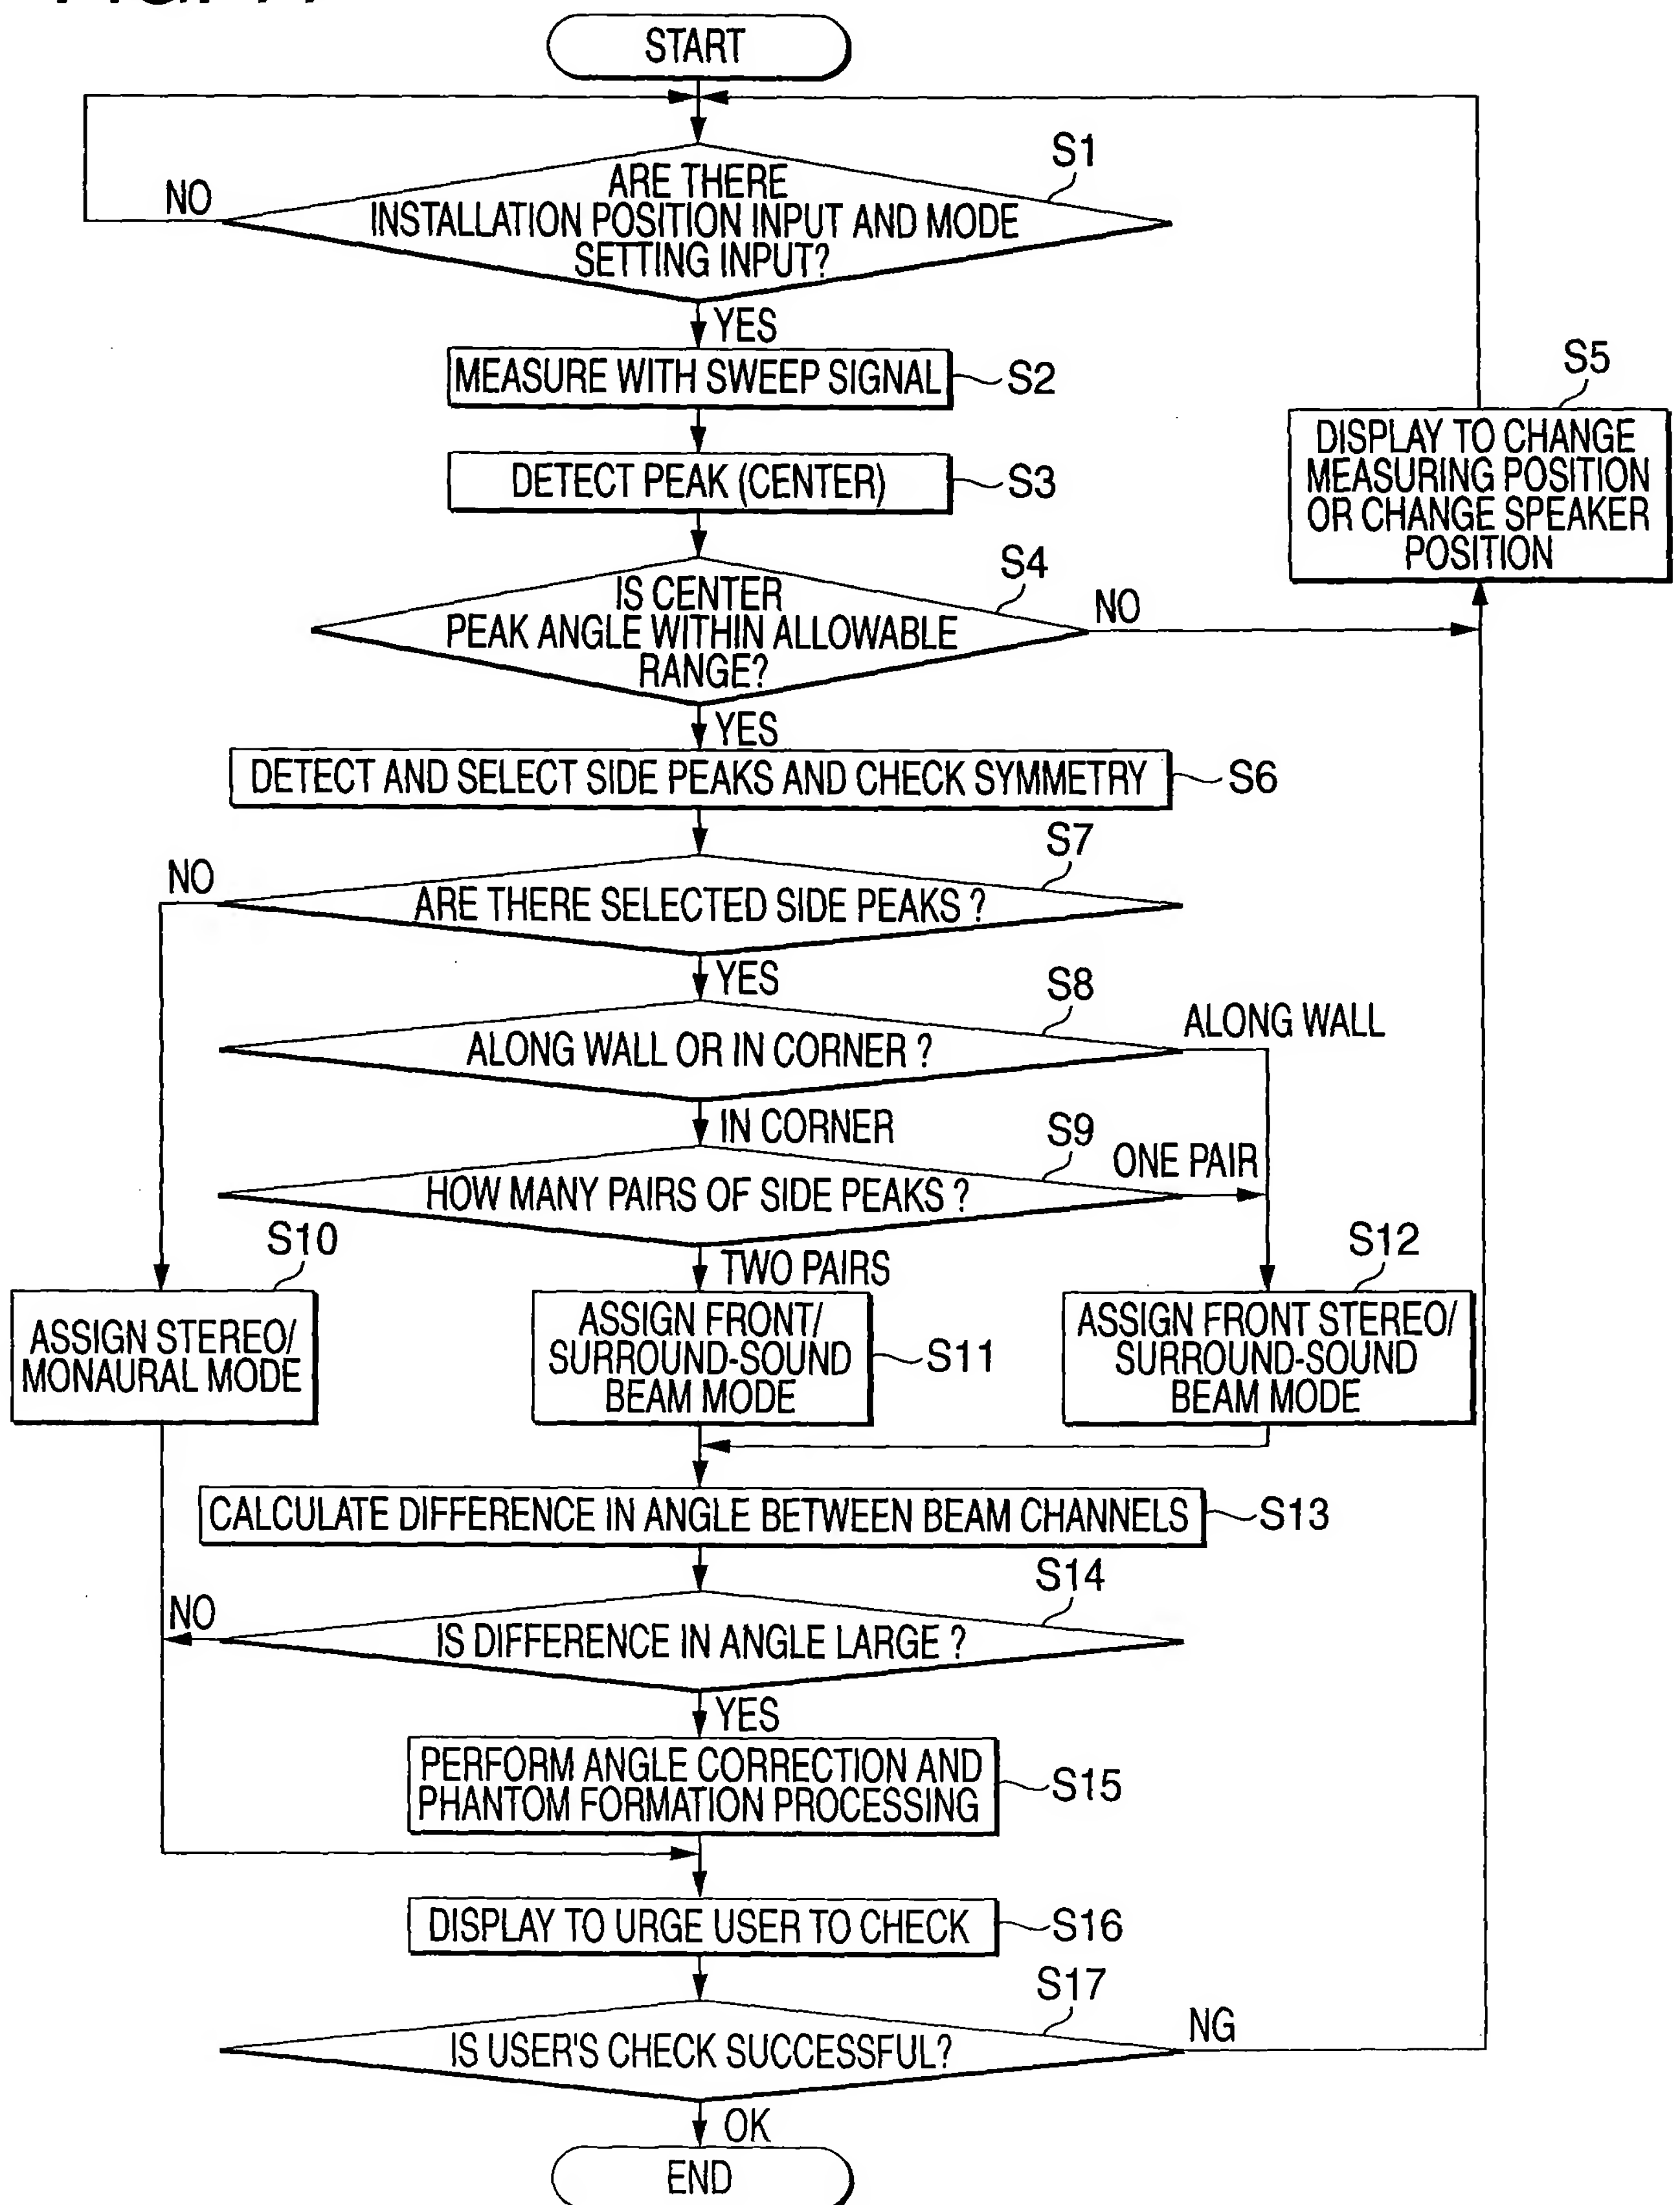 START
S1
ARE THERE
INSTALLATION POSITION INPUT AND MODE
SETTING INPUT?
NO
YES
MEASURE WITH SWEEP SIGNAL
S2
S5
DISPLAY TO CHANGE
MEASURING POSITION
OR CHANGE SPEAKER
POSITION
DETECT PEAK (CENTER)
S3
S4
IS CENTER
PEAK ANGLE WITHIN ALLOWABLE
RANGE?
NO
YES
DETECT AND SELECT SIDE PEAKS AND CHECK SYMMETRY
S6
S7
NO
ARE THERE SELECTED SIDE PEAKS ?
YES
S8
ALONG WALL OR IN CORNER ?
ALONG WALL
IN CORNER
S9
HOW MANY PAIRS OF SIDE PEAKS ?
ONE PAIR
TWO PAIRS
S10
ASSIGN STEREO/
MONAURAL MODE
ASSIGN FRONT/
SURROUND-SOUND
BEAM MODE
S11
S12
ASSIGN FRONT STEREO/
SURROUND-SOUND
BEAM MODE
CALCULATE DIFFERENCE IN ANGLE BETWEEN BEAM CHANNELS
S13
S14
NO
IS DIFFERENCE IN ANGLE LARGE ?
YES
PERFORM ANGLE CORRECTION AND
PHANTOM FORMATION PROCESSING
S15
DISPLAY TO URGE USER TO CHECK
S16
S17
IS USER'S CHECK SUCCESSFUL?
NG
OK
END